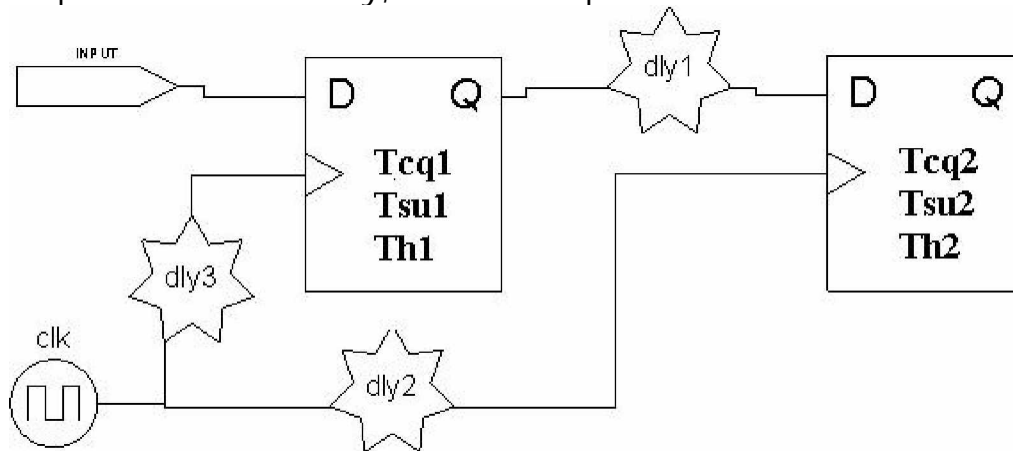 INPUT
D Q
Tcq1
Tsu1
Th1
dly1
D Q
Tcq2
Tsu2
Th2
dly3
clk
dly2